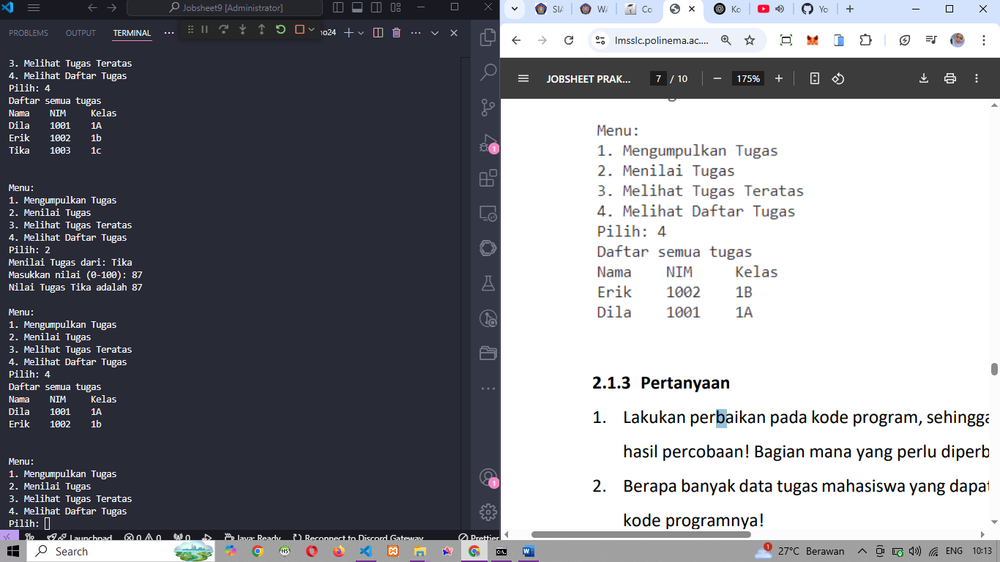 Jobsheet9 [Administrator]
PROBLEMS OUTPUT TERMINAL
3. Melihat Tugas Teratas
4. Melihat Daftar Tugas
Pilih: 4
Daftar semua tugas
Nama NIM Kelas
Dila 1001 1A
Erik 1002 1b
Tika 1003 1c
Menu:
1. Mengumpulkan Tugas
2. Menilai Tugas
3. Melihat Tugas Teratas
4. Melihat Daftar Tugas
Pilih: 2
Menilai Tugas dari: Tika
Masukkan nilai (0-100): 87
Nilai Tugas Tika adalah 87
Menu:
1. Mengumpulkan Tugas
2. Menilai Tugas
3. Melihat Tugas Teratas
4. Melihat Daftar Tugas
Pilih: 4
Daftar semua tugas
Nama NIM Kelas
Dila 1001 1A
Erik 1002 1b
Menu:
1. Mengumpulkan Tugas
2. Menilai Tugas
3. Melihat Tugas Teratas
4. Melihat Daftar Tugas
Pilih:
Launchpad 0 0 0 Java: Ready Reconnect to Discord Gateway Prettier
1
1
SIA WA Co Ko Yo
lmsslc.polinema.ac....
JOBSHEET PRAK... 7 / 10 175%
Menu:
1. Mengumpulkan Tugas
2. Menilai Tugas
3. Melihat Tugas Teratas
4. Melihat Daftar Tugas
Pilih: 4
Daftar semua tugas
Nama NIM Kelas
Erik 1002 1B
Dila 1001 1A
2.1.3 Pertanyaan
1. Lakukan perbaikan pada kode program, sehingga
hasil percobaan! Bagian mana yang perlu diperb
2. Berapa banyak data tugas mahasiswa yang dapat
kode programnya!
Search
1 27°C Berawan ENG 10:13